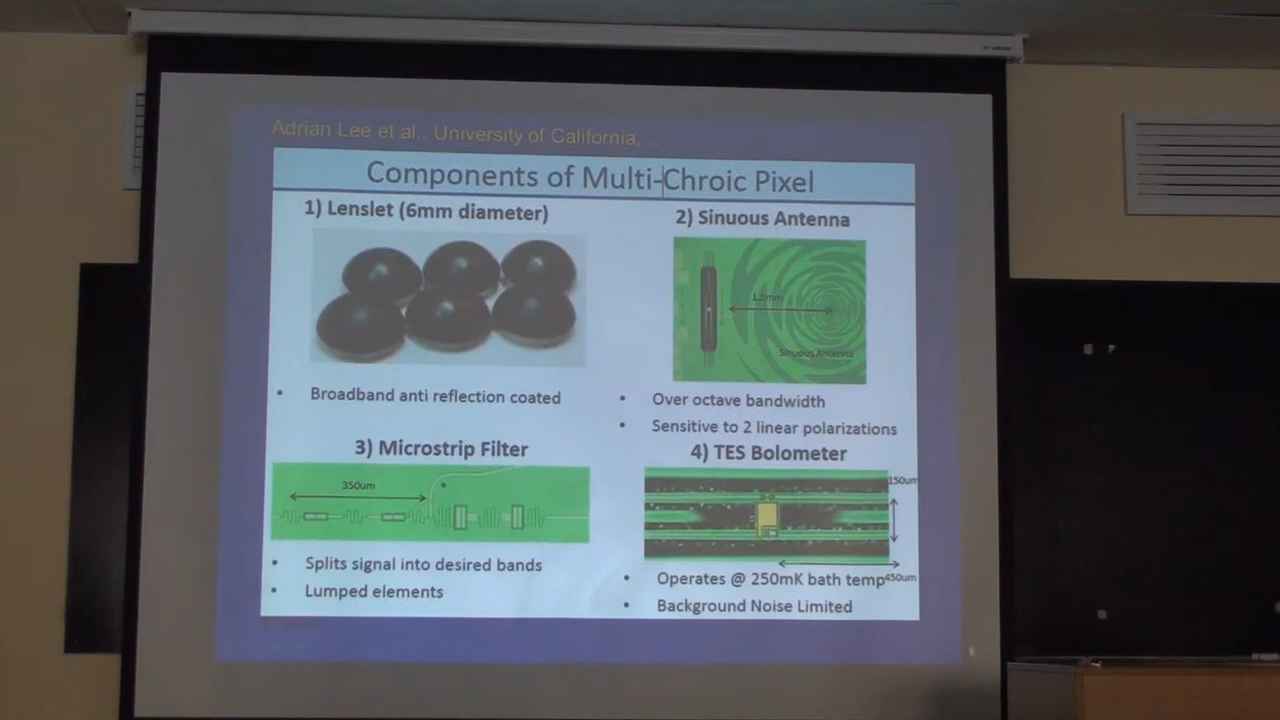 Adrian Lee et al., University of California, ..
Components of Multi-Chroic Pixel
1) Lenslet (6mm diameter)
• Broadband anti reflection coated
2) Sinuous Antenna
1.5mm
Sinuous Antenna
• Over octave bandwidth
• Sensitive to 2 linear polarizations
3) Microstrip Filter
350um
• Splits signal into desired bands
• Lumped elements
4) TES Bolometer
150um
450um
• Operates @ 250mK bath temp
• Background Noise Limited